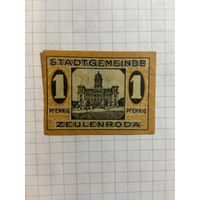 STADTGEMEINDE
1 1
PFENNIG PFENNIG
ZEULENRODA